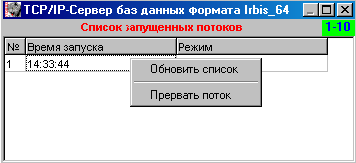 TCP/IP-Сервер баз данных формата Irbis_64
Список запущенных потоков 1-10
№ Время запуска Режим
1 14:33:44
Обновить список
Прервать поток